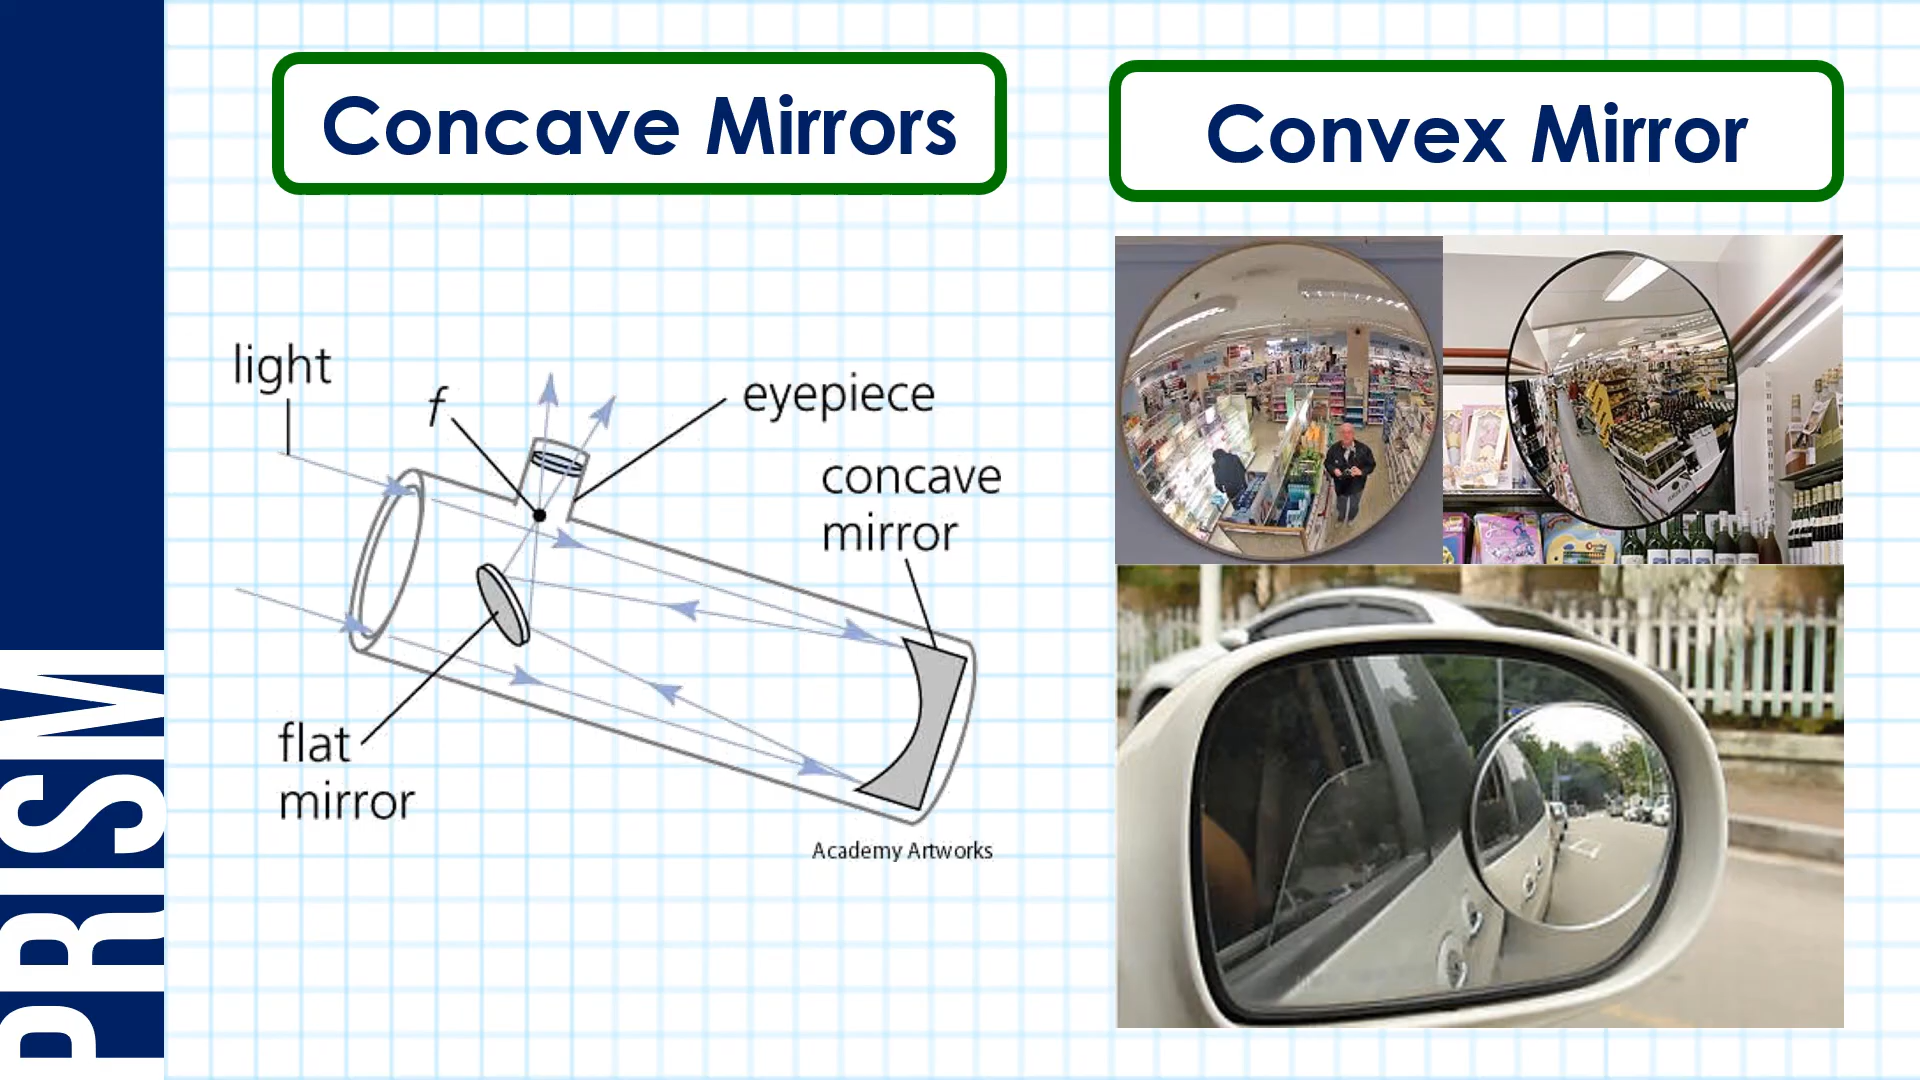 Concave Mirrors
Convex Mirror
light
f
eyepiece
concave
mirror
flat
mirror
Academy Artworks
PRISM